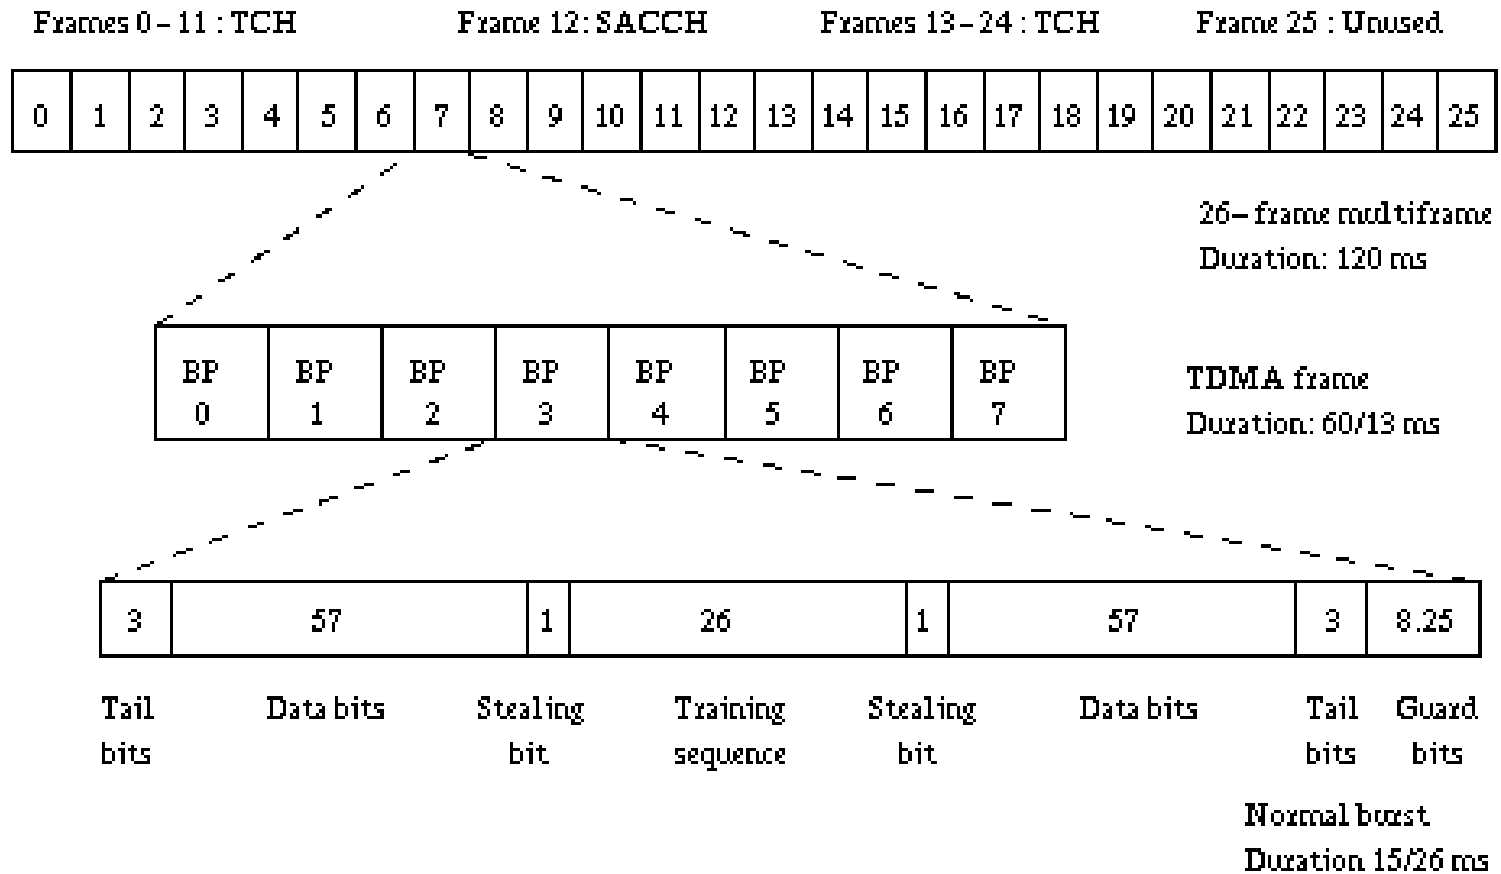 Frames 0 – 11 : TCH Frame 12: SACCH Frames 13 – 24 : TCH Frame 25 : Unused
0 1 2 3 4 5 6 7 8 9 10 11 12 13 14 15 16 17 18 19 20 21 22 23 24 25
26– frame multiframe
Duration: 120 ms
BP BP BP BP BP BP BP BP
0 1 2 3 4 5 6 7
TDMA frame
Duration: 60/13 ms
3 57 1 26 1 57 3 8.25
Tail Data bits Stealing Training Stealing Data bits Tail Guard
bits bit sequence bit bits bits
Normal burst
Duration 15/26 ms